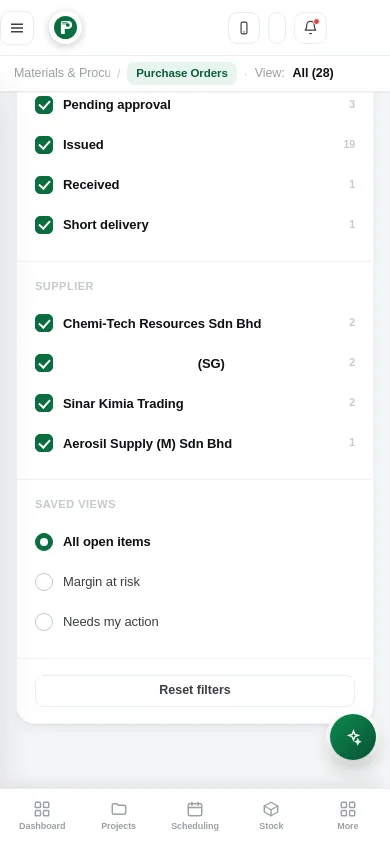 Materials & Procu / Purchase Orders · View: All (28)
Pending approval 3
Issued 19
Received 1
Short delivery 1
SUPPLIER
Chemi-Tech Resources Sdn Bhd 2
(SG) 2
Sinar Kimia Trading 2
Aerosil Supply (M) Sdn Bhd 1
SAVED VIEWS
All open items
Margin at risk
Needs my action
Reset filters
Dashboard Projects Scheduling Stock More